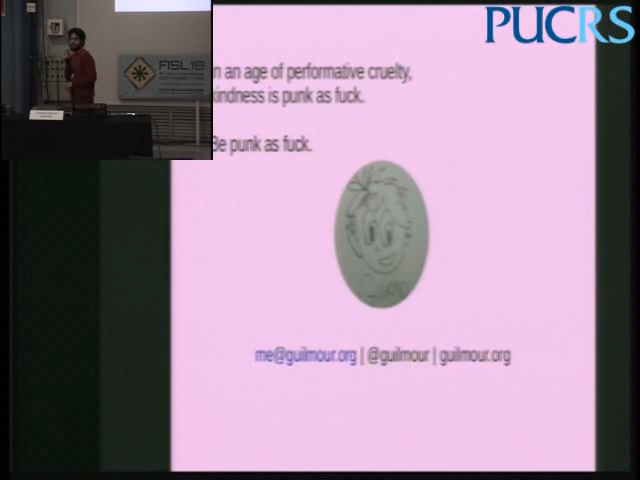 PUCRS
FISL18
n an age of performative cruelty,
kindness is punk as fuck.
Be punk as fuck.
me@guilmour.org | @guilmour | guilmour.org